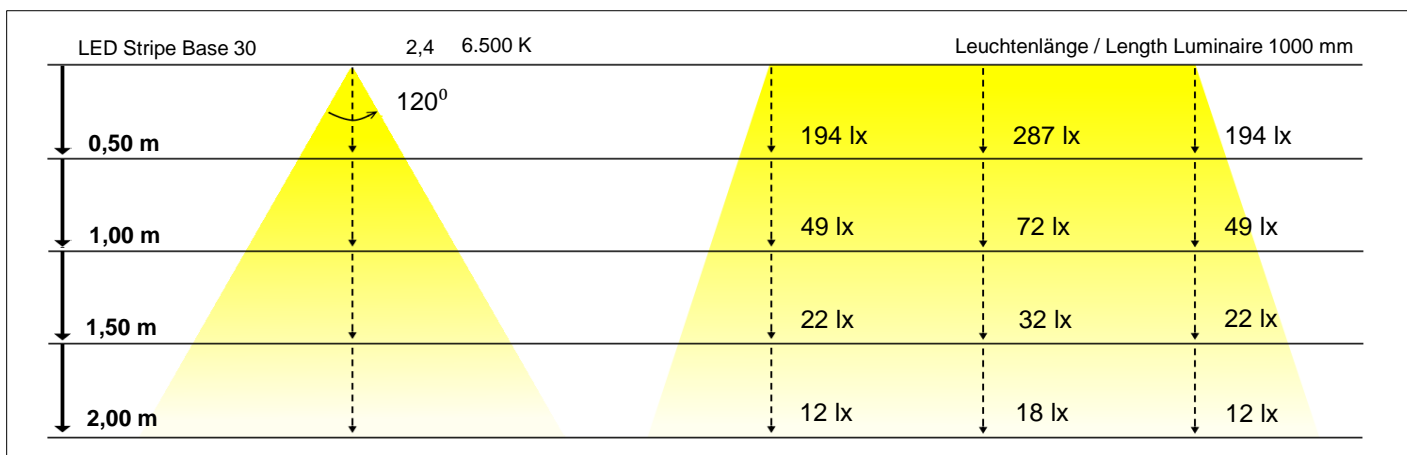 LED Stripe Base 30 2,4 6.500 K Leuchtenlänge / Length Luminaire 1000 mm
120⁰
0,50 m 194 lx 287 lx 194 lx
1,00 m 49 lx 72 lx 49 lx
1,50 m 22 lx 32 lx 22 lx
2,00 m 12 lx 18 lx 12 lx